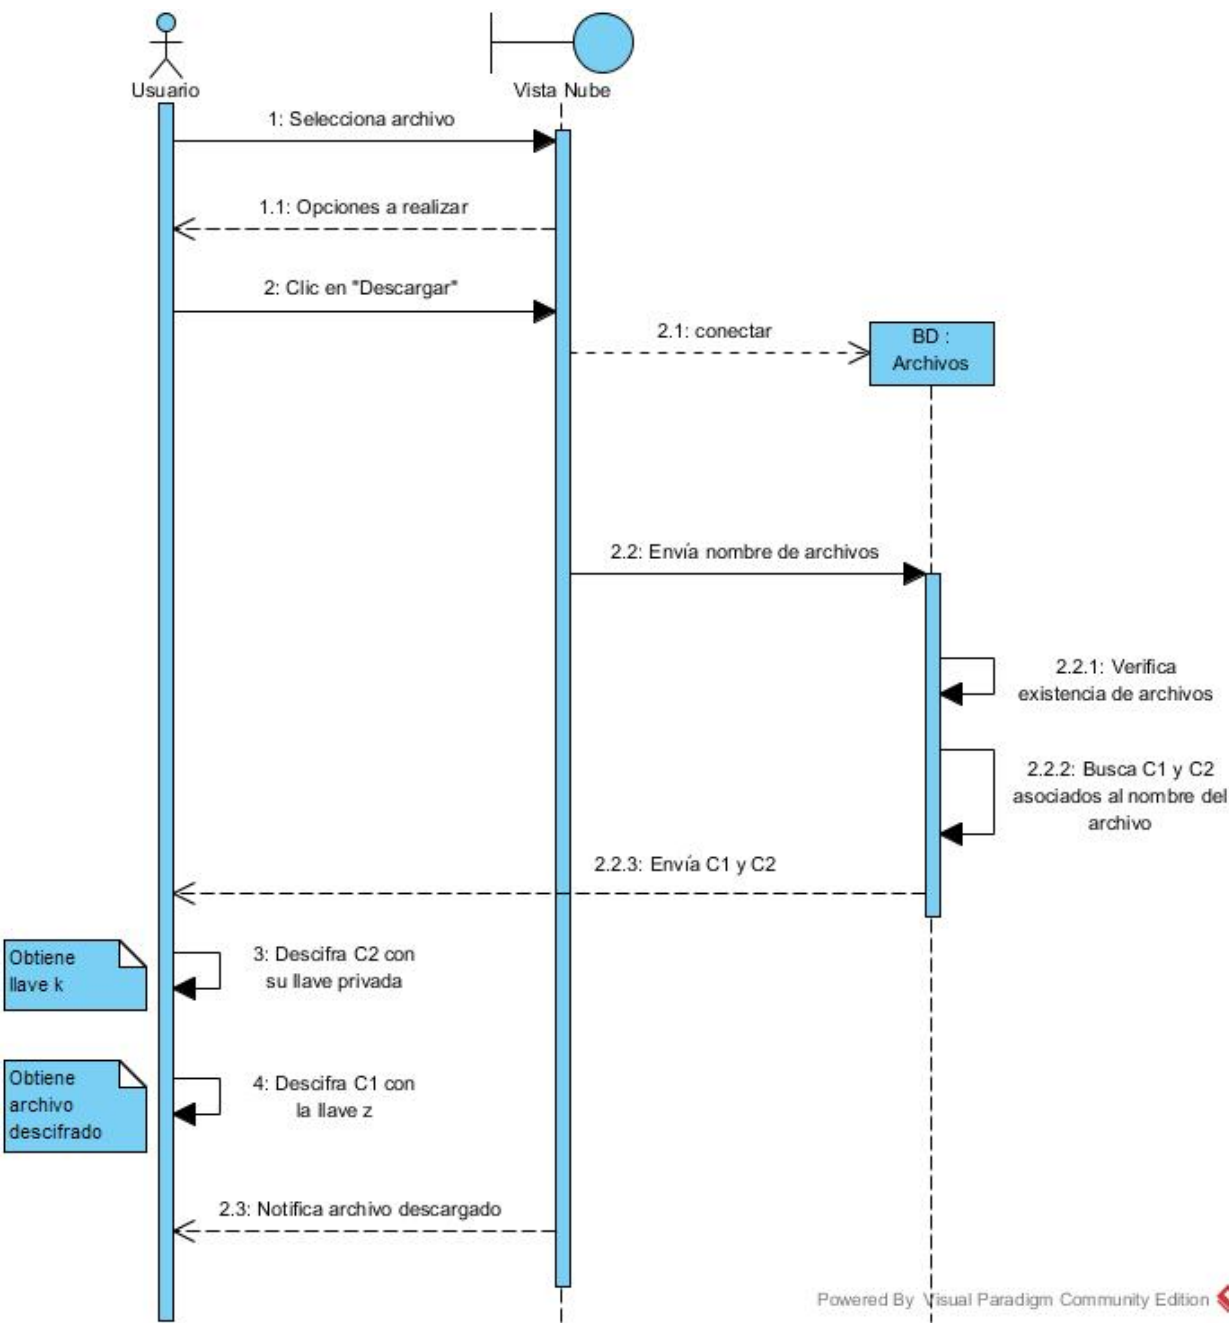 Usuario
Vista Nube
1: Selecciona archivo
1.1: Opciones a realizar
2: Clic en "Descargar"
2.1: conectar
BD :
Archivos
2.2: Envía nombre de archivos
2.2.1: Verifica
existencia de archivos
2.2.2: Busca C1 y C2
asociados al nombre del
archivo
2.2.3: Envía C1 y C2
Obtiene
llave k
3: Descifra C2 con
su llave privada
Obtiene
archivo
descifrado
4: Descifra C1 con
la llave z
2.3: Notifica archivo descargado
Powered By Visual Paradigm Community Edition